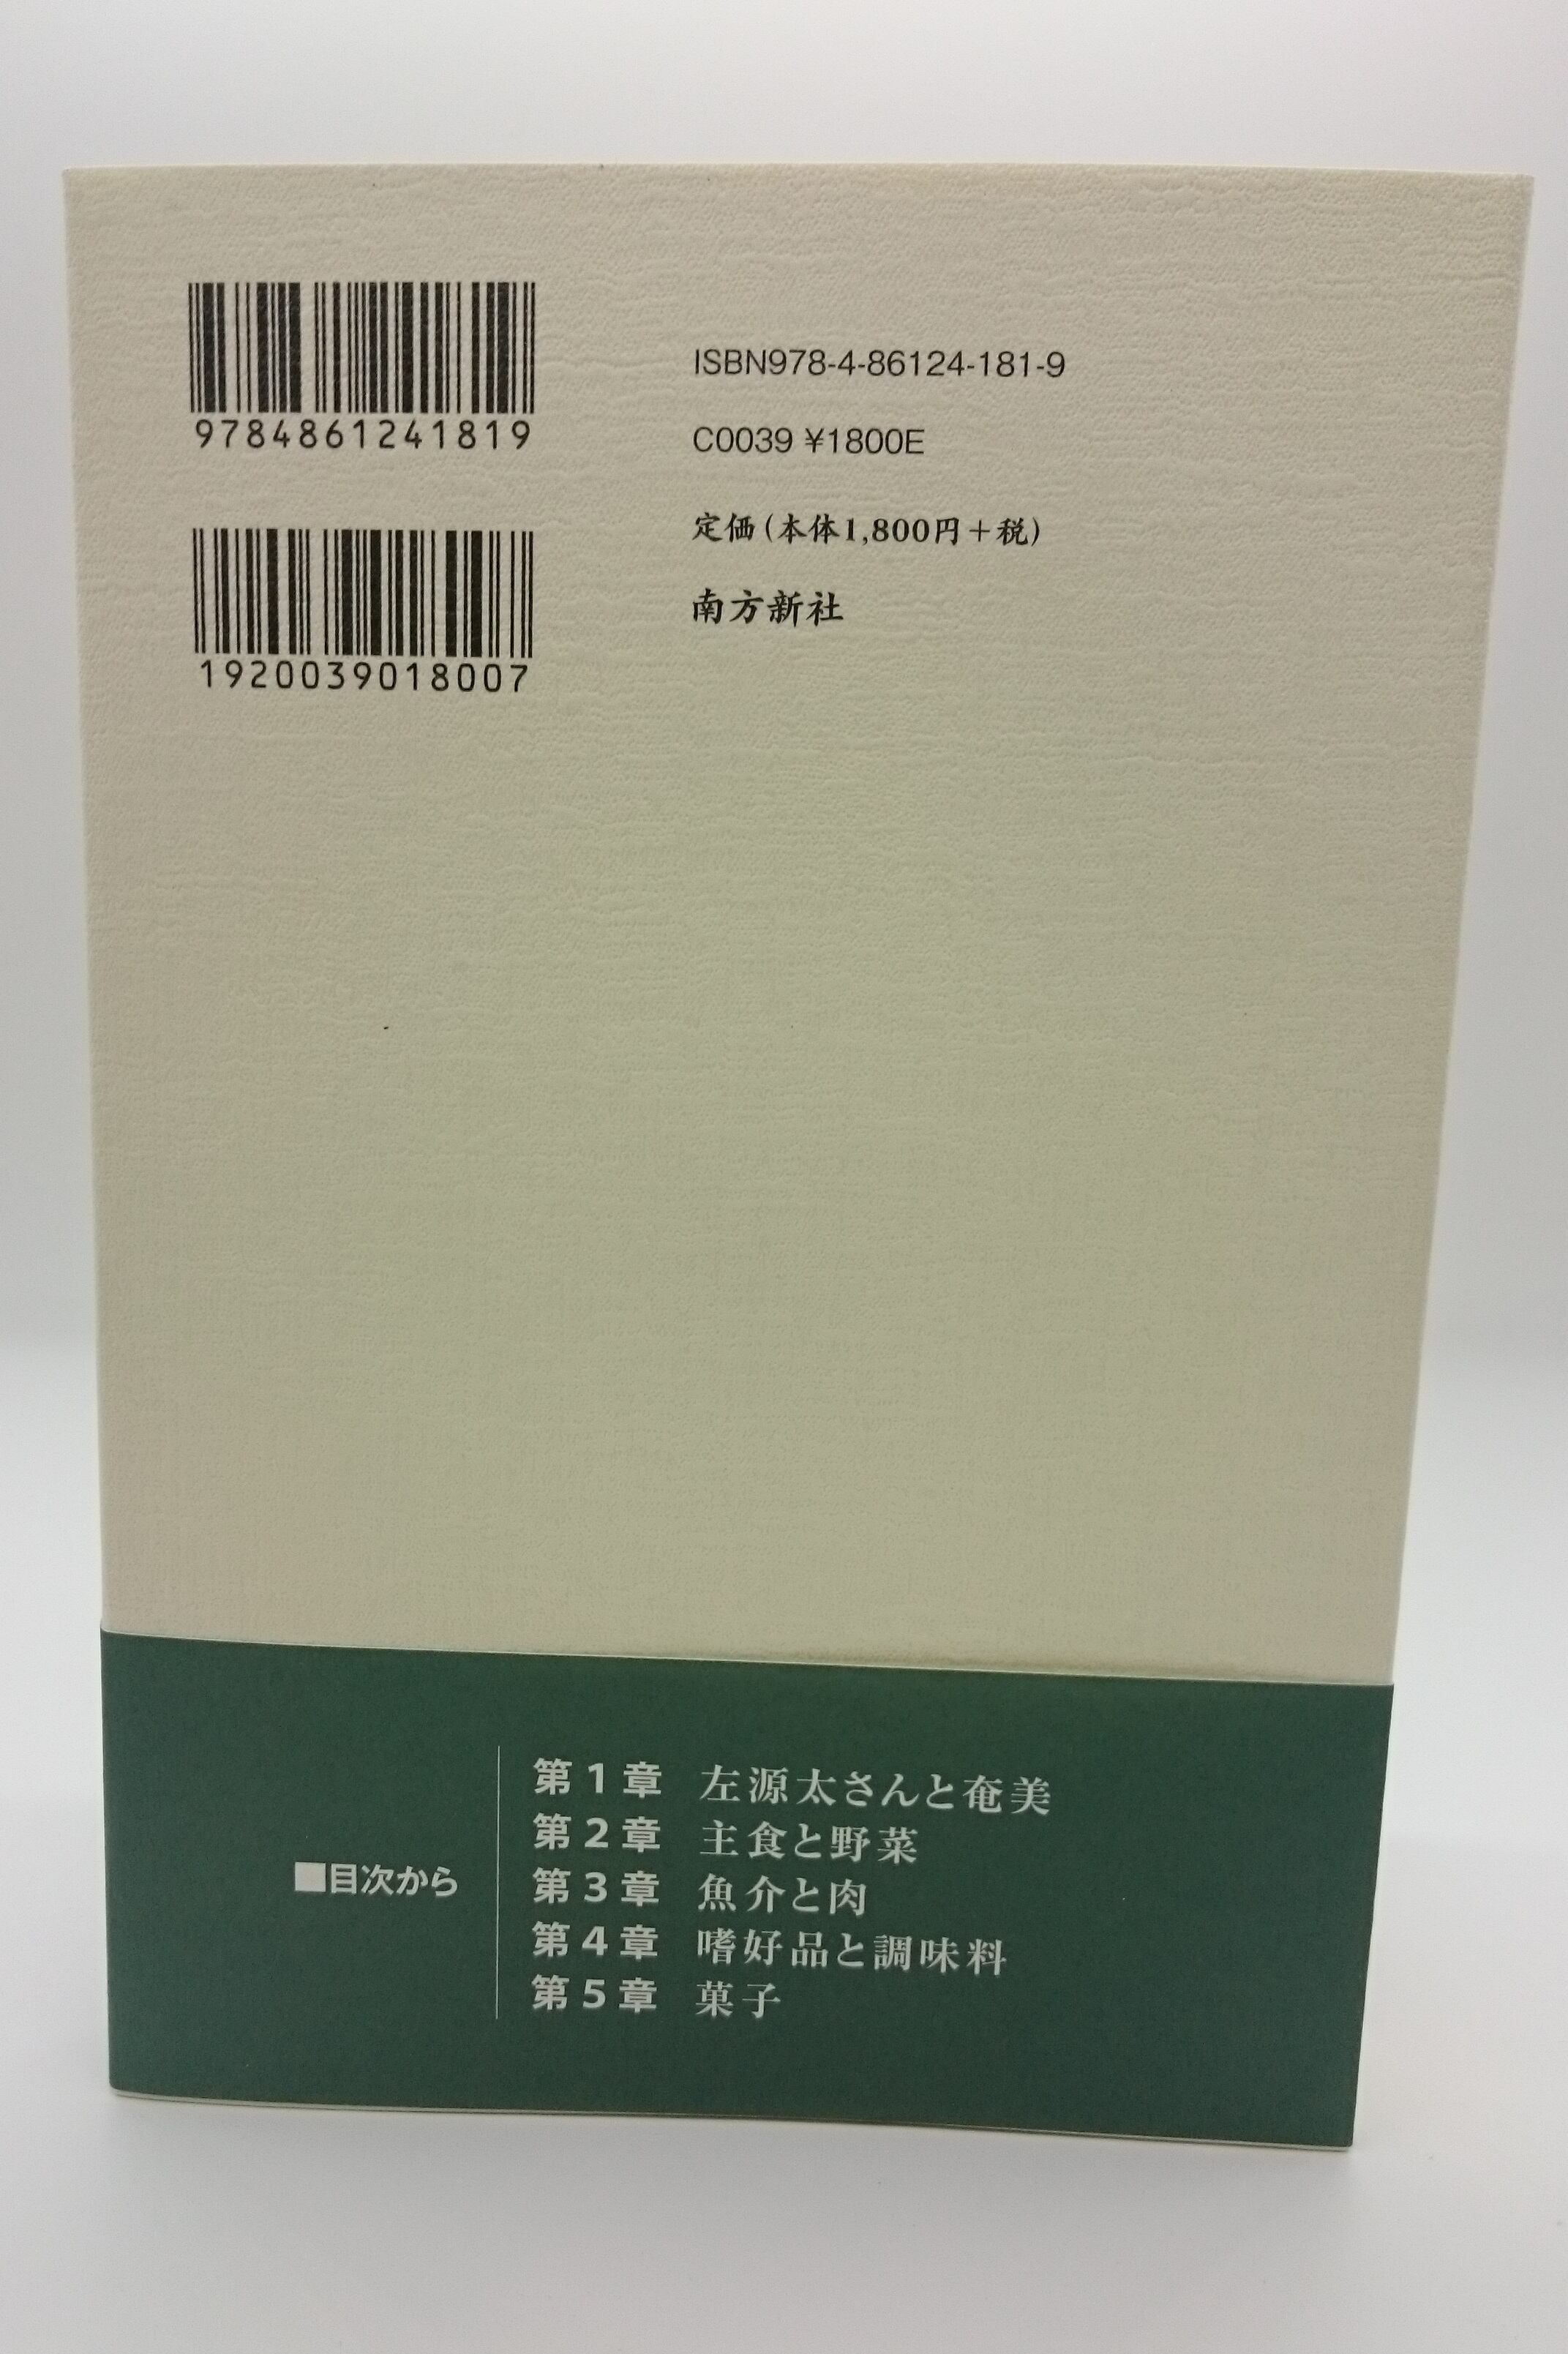 9784861241819
1920039018007
ISBN978-4-86124-181-9
C0039 ¥1800E
定価(本体1,800円+税)
南方新社
■目次から
第1章 左源太さんと奄美
第2章 主食と野菜
第3章 魚介と肉
第4章 嗜好品と調味料
第5章 菓子